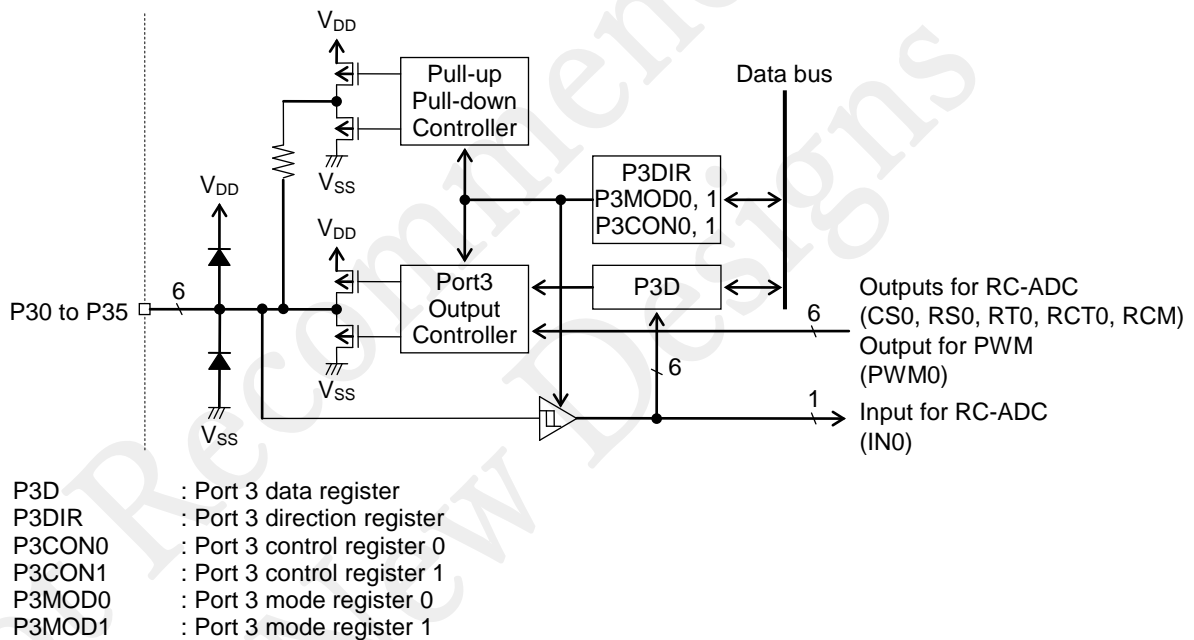 VDD
Pull-up
Pull-down
Controller
Data bus
VSS
P3DIR
P3MOD0, 1
P3CON0, 1
VDD
VDD
Port3
Output
Controller
P3D
P30 to P35
6
6
Outputs for RC-ADC
(CS0, RS0, RT0, RCT0, RCM)
Output for PWM
(PWM0)
VSS
6
VSS
1
Input for RC-ADC
(IN0)
P3D : Port 3 data register
P3DIR : Port 3 direction register
P3CON0 : Port 3 control register 0
P3CON1 : Port 3 control register 1
P3MOD0 : Port 3 mode register 0
P3MOD1 : Port 3 mode register 1
New Designs